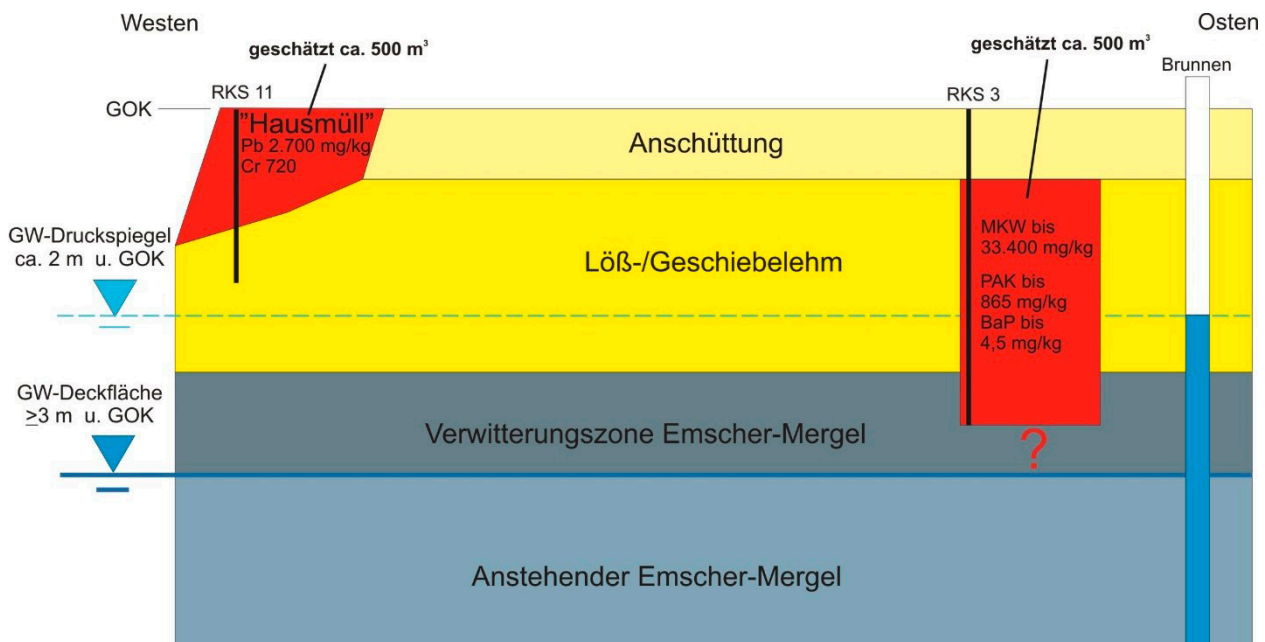 Westen
Osten
geschätzt ca. 500 m³
geschätzt ca. 500 m³
Brunnen
RKS 11
RKS 3
GOK
"Hausmüll"
Pb 2.700 mg/kg
Cr 720
Anschüttung
GW-Druckspiegel
ca. 2 m u. GOK
Löß-/Geschiebelehm
MKW bis
33.400 mg/kg
PAK bis
865 mg/kg
BaP bis
4,5 mg/kg
GW-Deckfläche
≥3 m u. GOK
Verwitterungszone Emscher-Mergel
?
Anstehender Emscher-Mergel